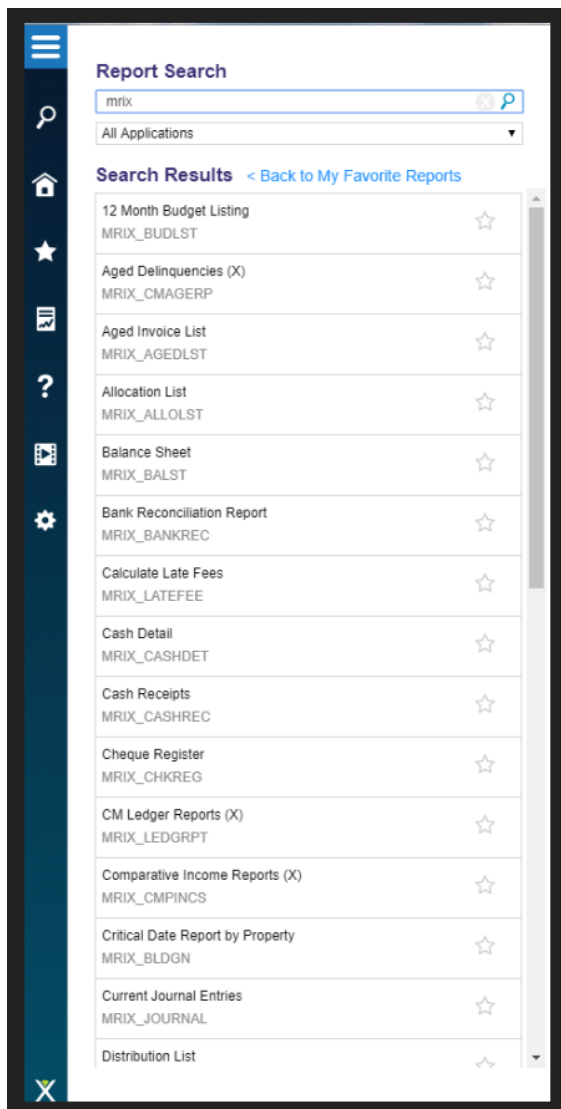 Report Search
mrix
All Applications
Search Results < Back to My Favorite Reports
12 Month Budget Listing
MRIX_BUDLST
Aged Delinquencies (X)
MRIX_CMAGERP
Aged Invoice List
MRIX_AGEDLST
Allocation List
MRIX_ALLOLST
Balance Sheet
MRIX_BALST
Bank Reconciliation Report
MRIX_BANKREC
Calculate Late Fees
MRIX_LATEFEE
Cash Detail
MRIX_CASHDET
Cash Receipts
MRIX_CASHREC
Cheque Register
MRIX_CHKREG
CM Ledger Reports (X)
MRIX_LEDGRPT
Comparative Income Reports (X)
MRIX_CMPINCS
Critical Date Report by Property
MRIX_BLDGN
Current Journal Entries
MRIX_JOURNAL
Distribution List